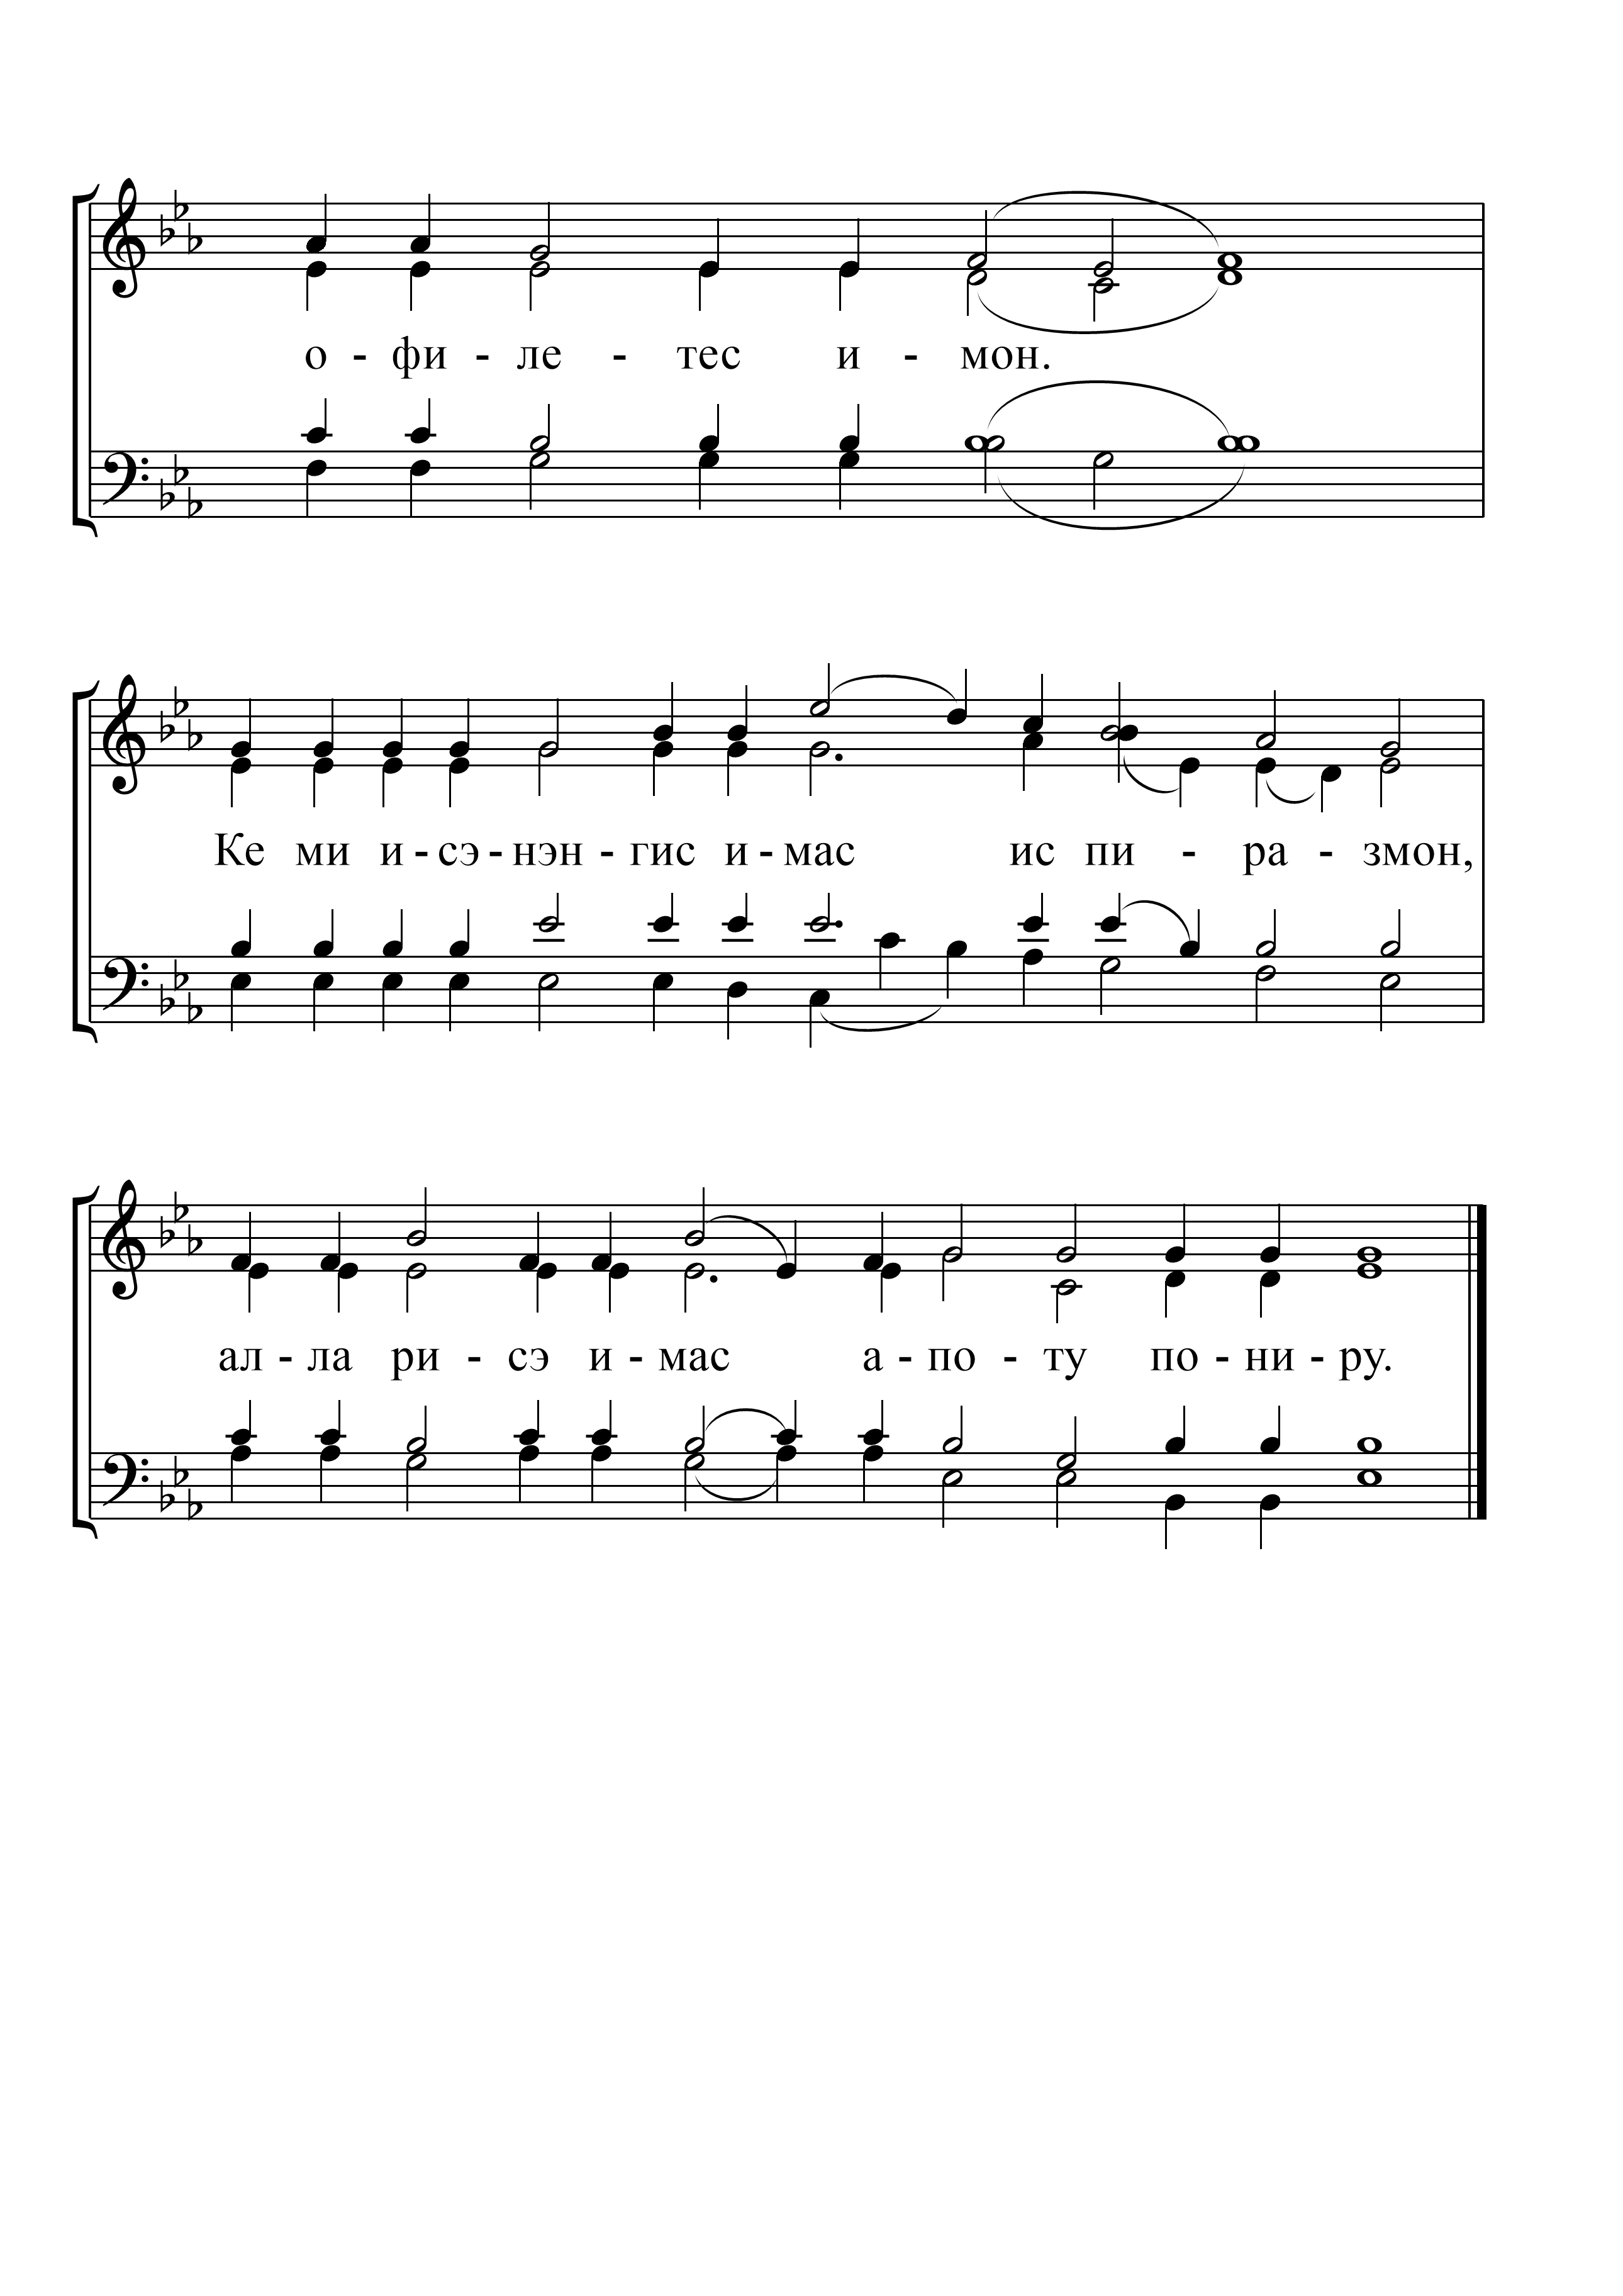 о - фи - ле - тес и - мон.
Ке ми и - сэ - нэн - гис и - мас ис пи - ра - змон,
ал - ла ри - сэ и - мас а - по - ту по - ни - ру.